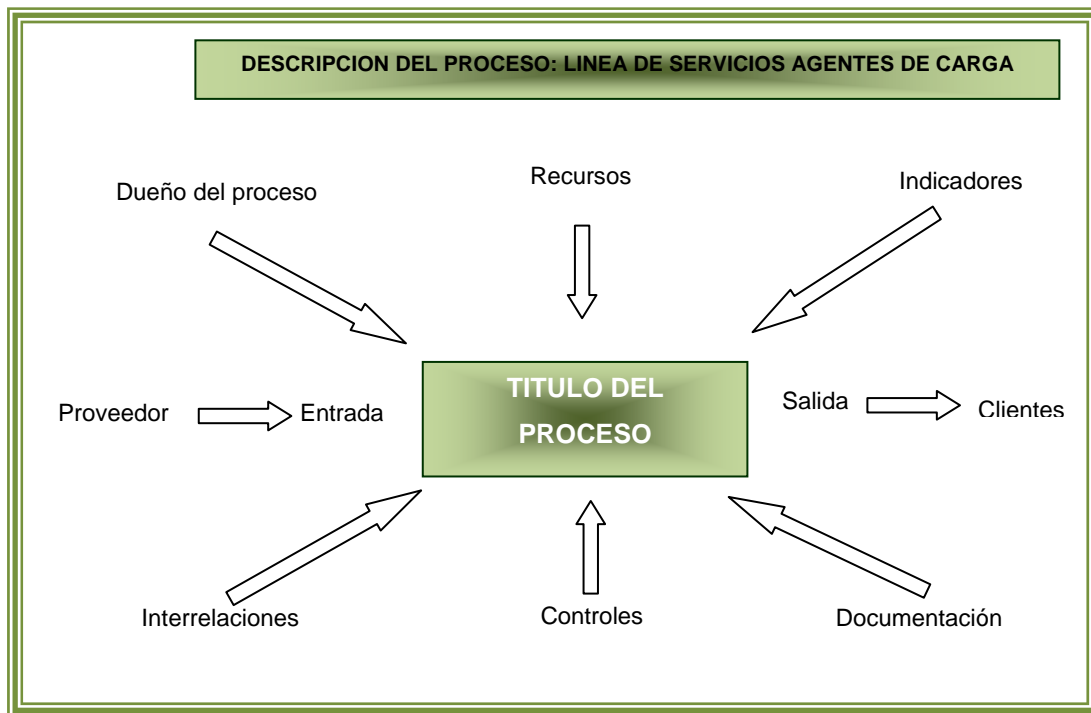 DESCRIPCION DEL PROCESO: LINEA DE SERVICIOS AGENTES DE CARGA
Dueño del proceso
Recursos
Indicadores
Proveedor
Entrada
TITULO DEL
PROCESO
Salida
Clientes
Interrelaciones
Controles
Documentación